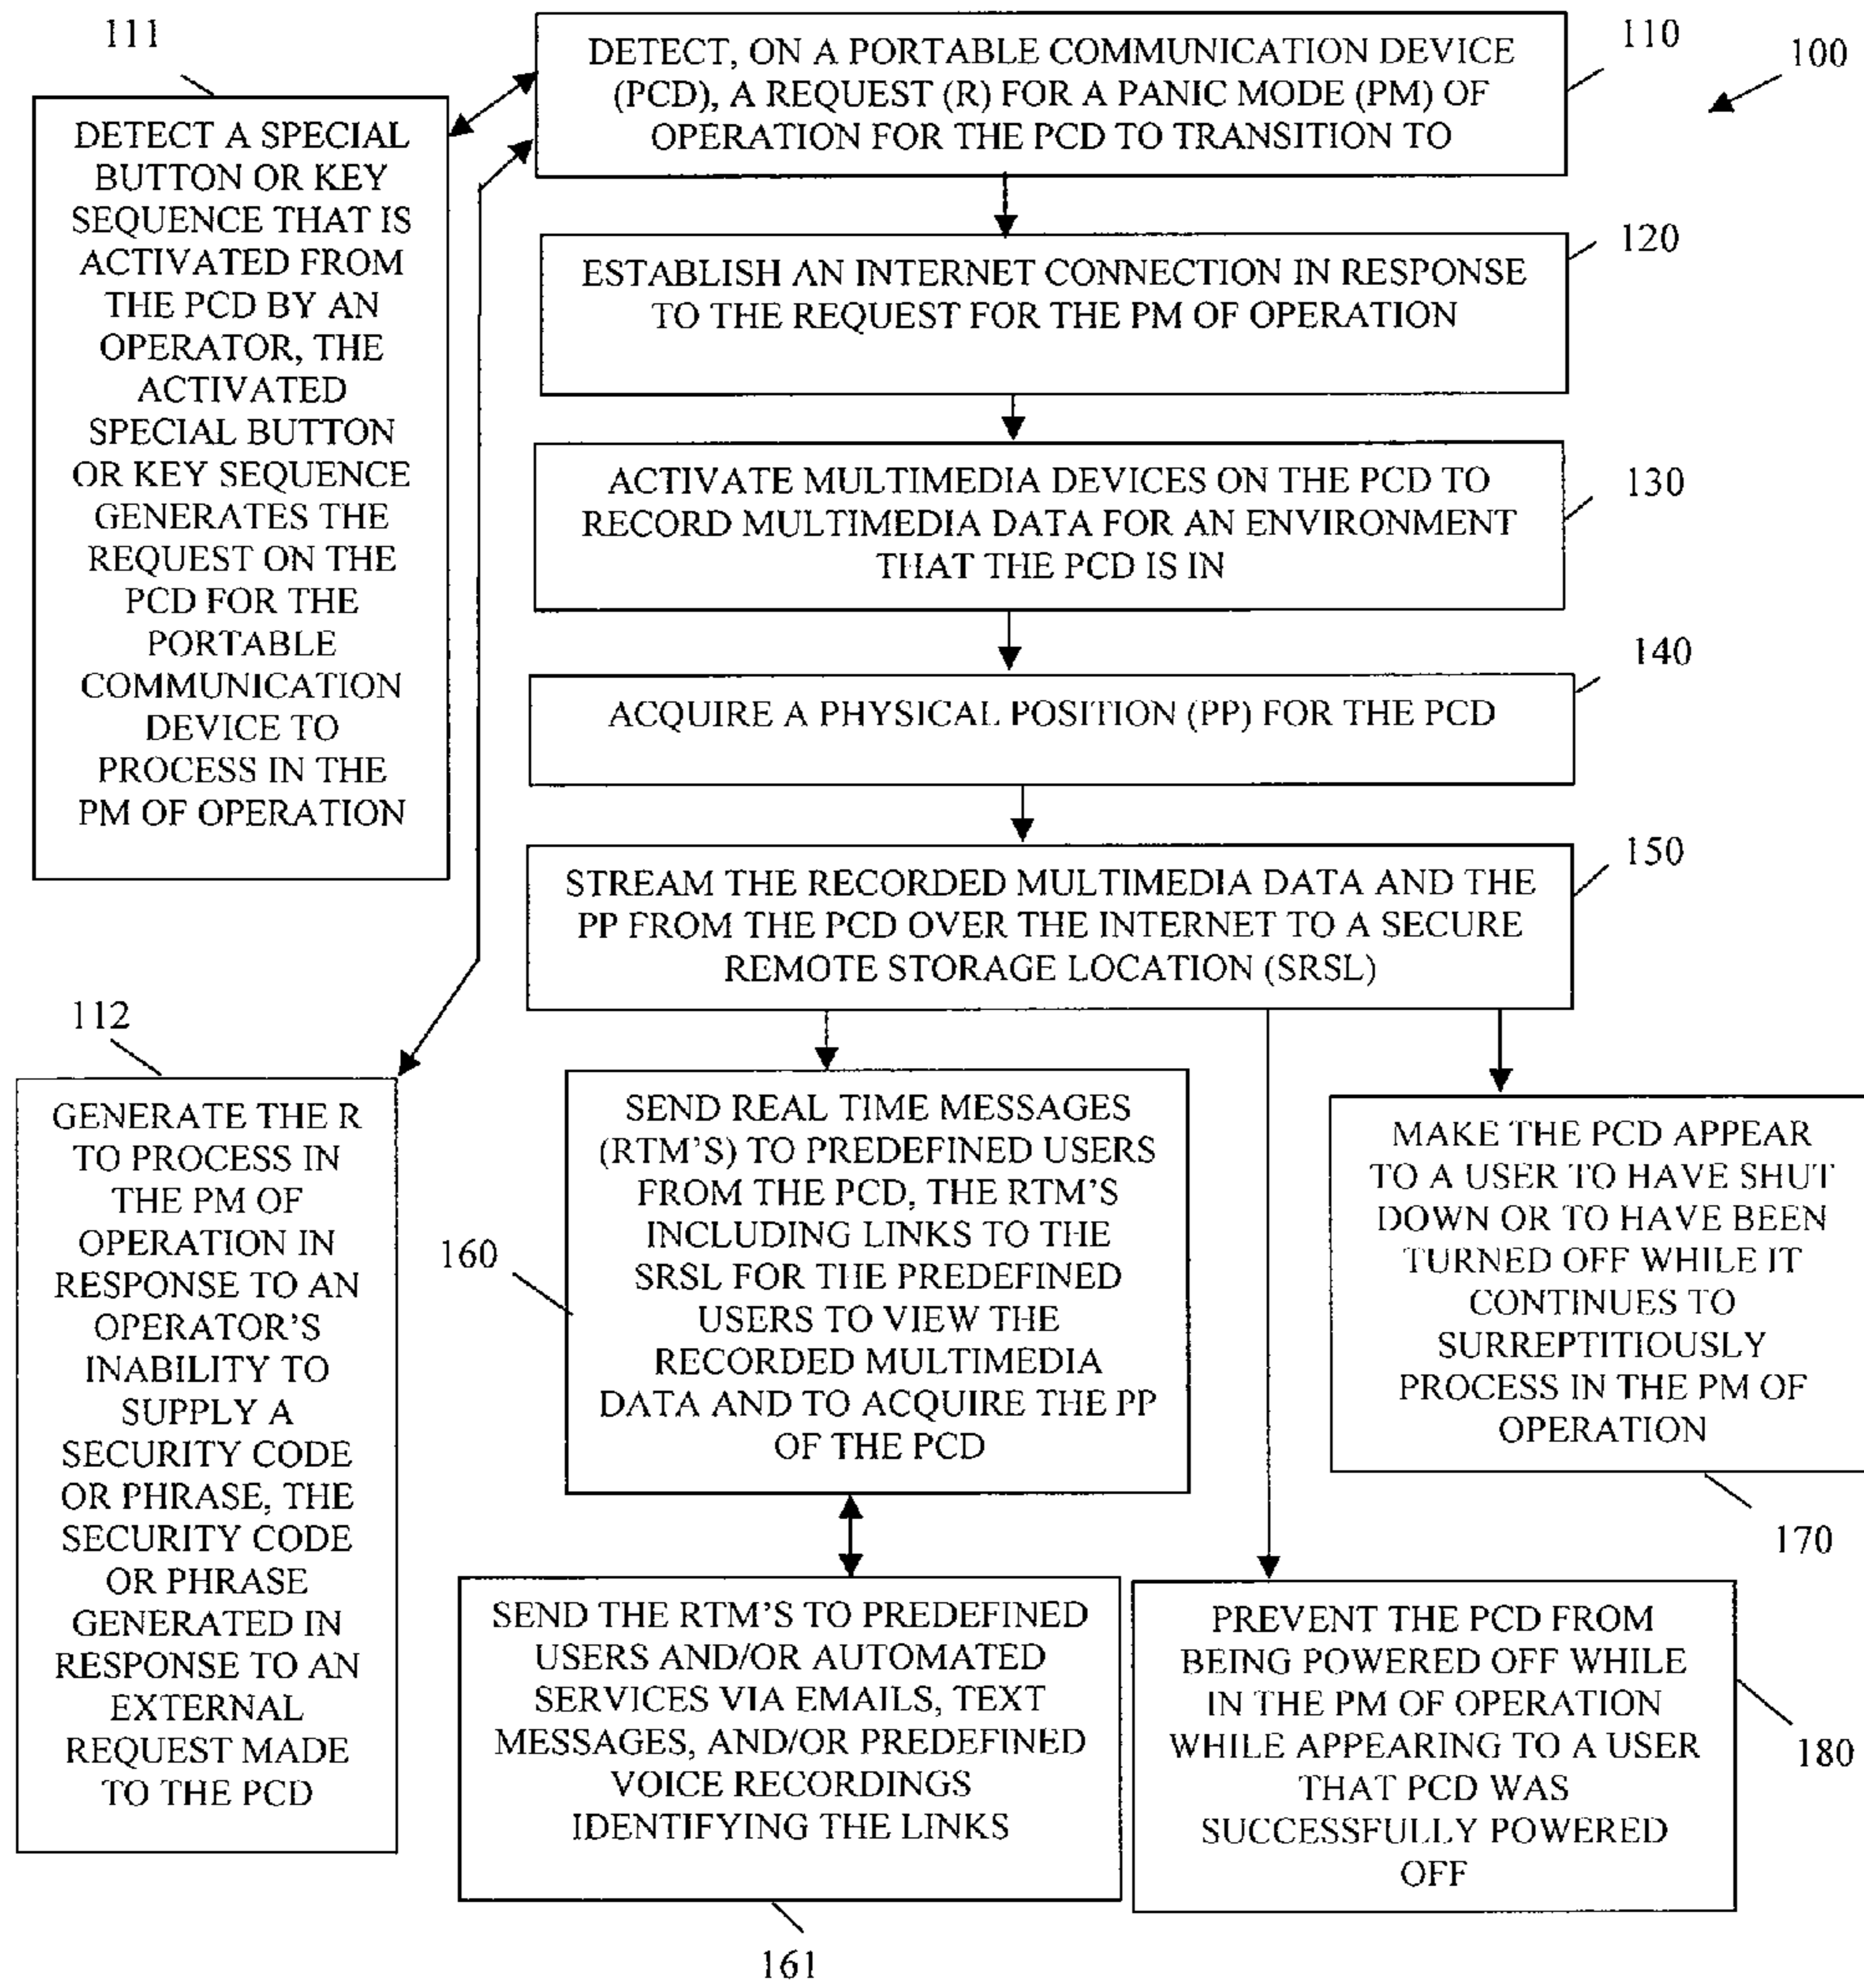 111
110
100
DETECT, ON A PORTABLE COMMUNICATION DEVICE
(PCD), A REQUEST (R) FOR A PANIC MODE (PM) OF
OPERATION FOR THE PCD TO TRANSITION TO
DETECT A SPECIAL
BUTTON OR KEY
SEQUENCE THAT IS
ACTIVATED FROM
THE PCD BY AN
OPERATOR, THE
ACTIVATED
SPECIAL BUTTON
OR KEY SEQUENCE
GENERATES THE
REQUEST ON THE
PCD FOR THE
PORTABLE
COMMUNICATION
DEVICE TO
PROCESS IN THE
PM OF OPERATION
120
ESTABLISH AN INTERNET CONNECTION IN RESPONSE
TO THE REQUEST FOR THE PM OF OPERATION
130
ACTIVATE MULTIMEDIA DEVICES ON THE PCD TO
RECORD MULTIMEDIA DATA FOR AN ENVIRONMENT
THAT THE PCD IS IN
140
ACQUIRE A PHYSICAL POSITION (PP) FOR THE PCD
150
STREAM THE RECORDED MULTIMEDIA DATA AND THE
PP FROM THE PCD OVER THE INTERNET TO A SECURE
REMOTE STORAGE LOCATION (SRSL)
112
GENERATE THE R
TO PROCESS IN
THE PM OF
OPERATION IN
RESPONSE TO AN
OPERATOR'S
INABILITY TO
SUPPLY A
SECURITY CODE
OR PHRASE, THE
SECURITY CODE
OR PHRASE
GENERATED IN
RESPONSE TO AN
EXTERNAL
REQUEST MADE
TO THE PCD
160
SEND REAL TIME MESSAGES
(RTM'S) TO PREDEFINED USERS
FROM THE PCD, THE RTM'S
INCLUDING LINKS TO THE
SRSL FOR THE PREDEFINED
USERS TO VIEW THE
RECORDED MULTIMEDIA
DATA AND TO ACQUIRE THE PP
OF THE PCD
MAKE THE PCD APPEAR
TO A USER TO HAVE SHUT
DOWN OR TO HAVE BEEN
TURNED OFF WHILE IT
CONTINUES TO
SURREPTITIOUSLY
PROCESS IN THE PM OF
OPERATION
170
SEND THE RTM'S TO PREDEFINED
USERS AND/OR AUTOMATED
SERVICES VIA EMAILS, TEXT
MESSAGES, AND/OR PREDEFINED
VOICE RECORDINGS
IDENTIFYING THE LINKS
161
PREVENT THE PCD FROM
BEING POWERED OFF WHILE
IN THE PM OF OPERATION
WHILE APPEARING TO A USER
THAT PCD WAS
SUCCESSFULLY POWERED
OFF
180